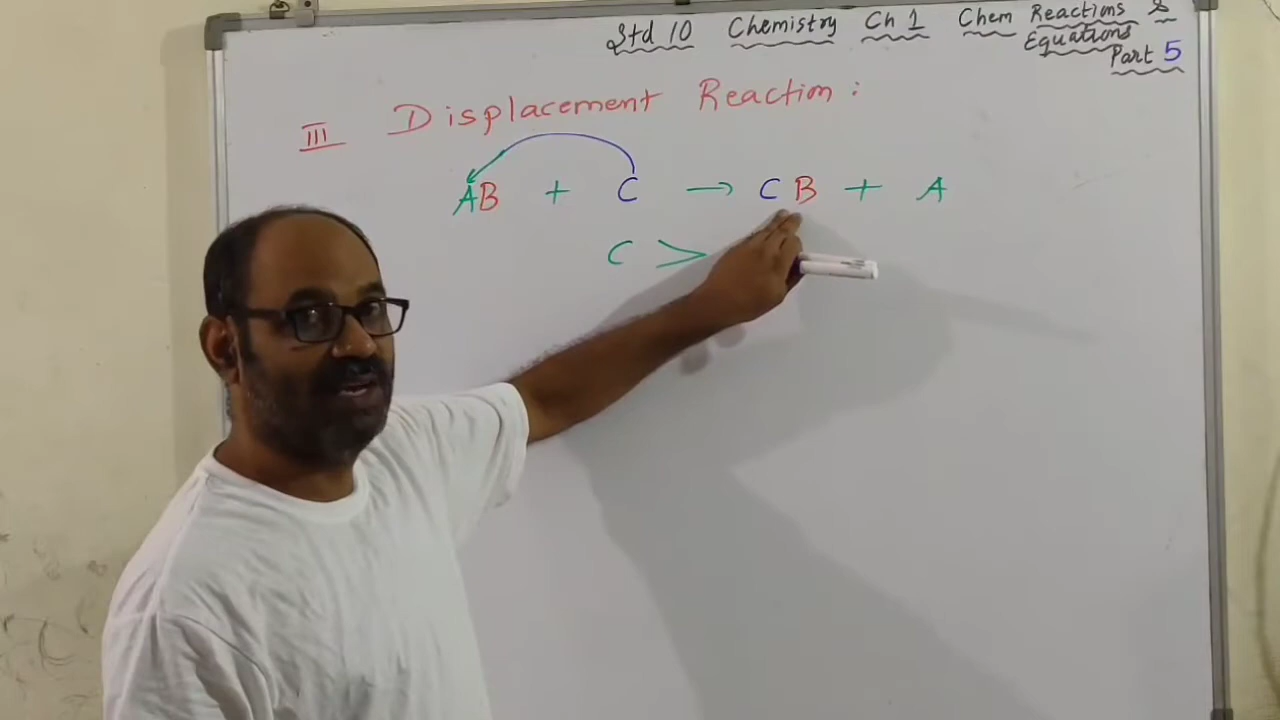 Std 10 Chemistry Ch 1 Chem Reactions &
Equations
Part 5
III Displacement Reaction:
AB + C → CB + A
C >